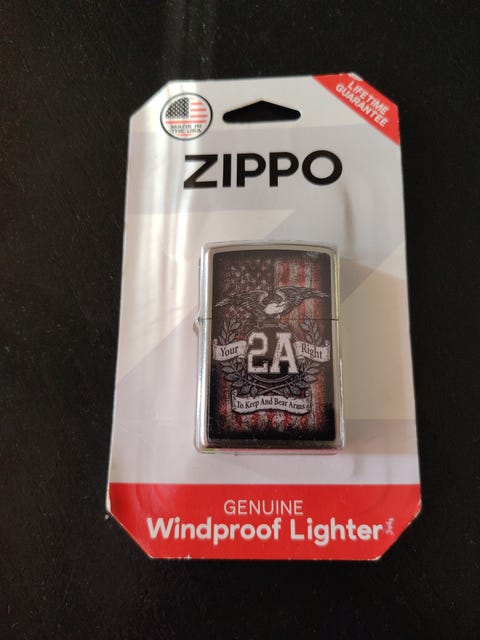 MADE IN
THE USA
LIFETIME
GUARANTEE
ZIPPO
2A
Your Right
To Keep And Bear Arms
GENUINE
Windproof Lighter